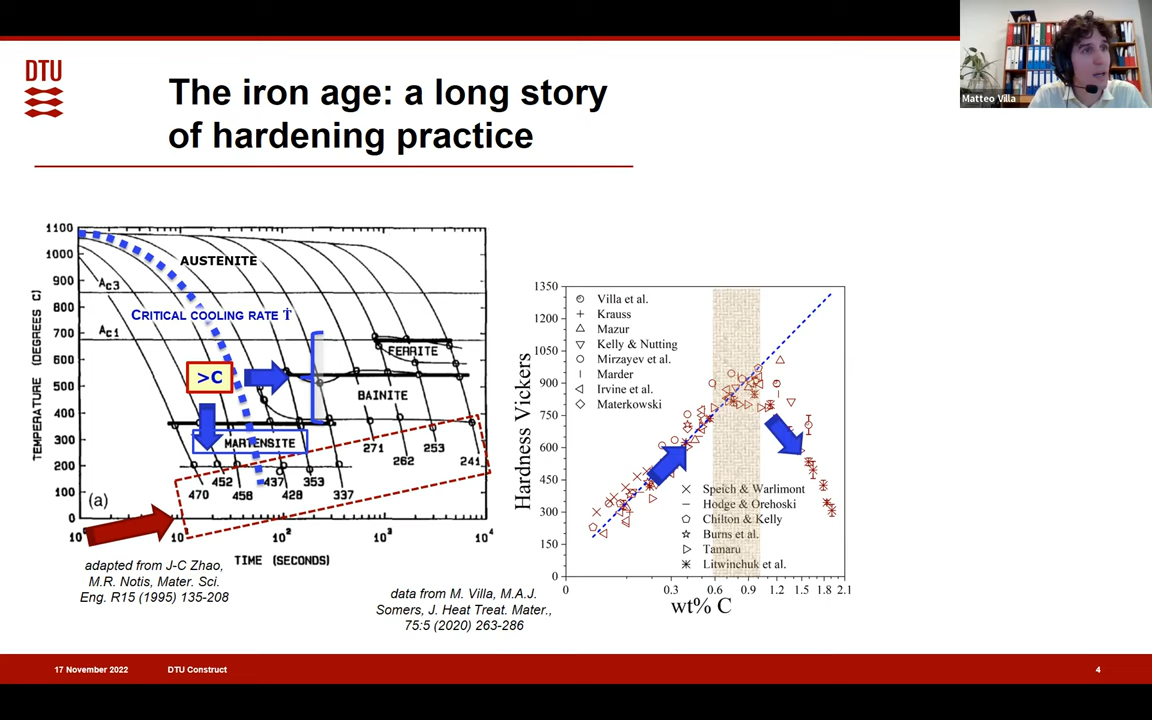 DTU
The iron age: a long story
of hardening practice
Matteo Villa
1100
1000
900
800
700
600
500
400
300
200
100
0
TEMPERATURE (DEGREES C)
AUSTENITE
Ac3
CRITICAL COOLING RATE Ṫ
Ac1
FERRITE
>C
BAINITE
MARTENSITE
271
253
262
241
452
437
353
470
458
428
337
(a)
10
10
10²
10³
10⁴
TIME (SECONDS)
adapted from J-C Zhao,
M.R. Notis, Mater. Sci.
Eng. R15 (1995) 135-208
data from M. Villa, M.A.J.
Somers, J. Heat Treat. Mater.,
75:5 (2020) 263-286
1350
1200
1050
900
750
600
450
300
150
0
Hardness Vickers
Villa et al.
Krauss
Mazur
Kelly & Nutting
Mirzayev et al.
Marder
Irvine et al.
Materkowski
Speich & Warlimont
Hodge & Orehoski
Chilton & Kelly
Burns et al.
Tamaru
Litwinchuk et al.
0 0.3 0.6 0.9 1.2 1.5 1.8 2.1
wt% C
17 November 2022 DTU Construct 4